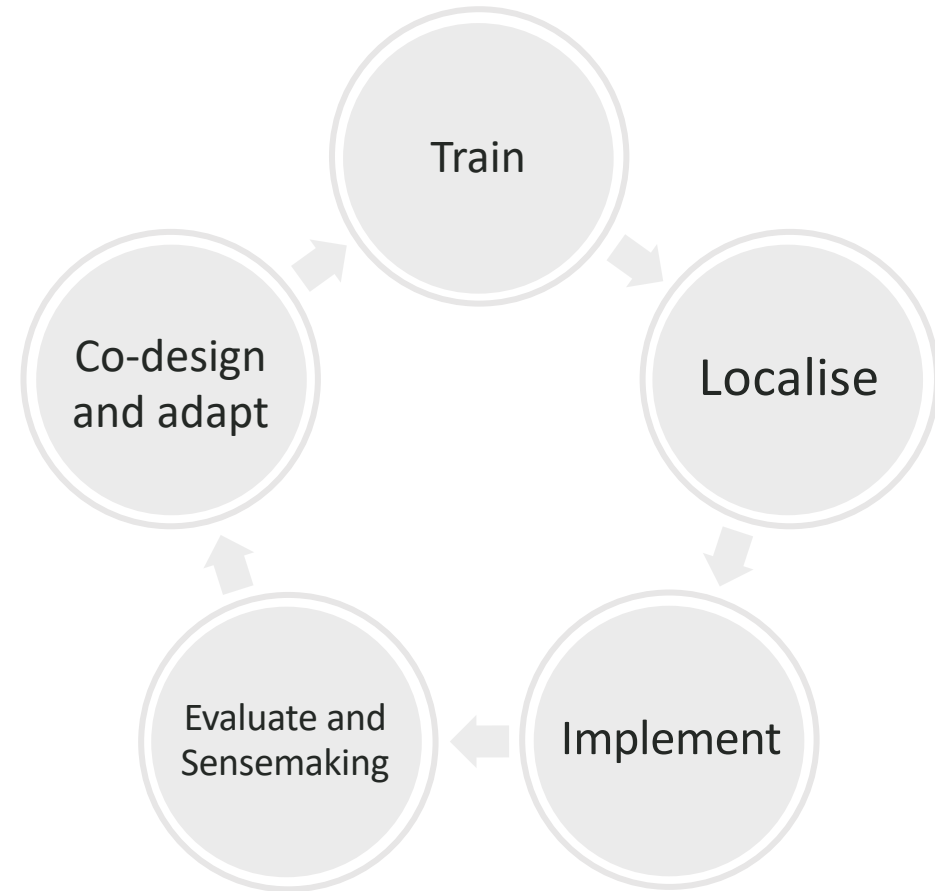 Train
Localise
Implement
Evaluate and
Sensemaking
Co-design
and adapt